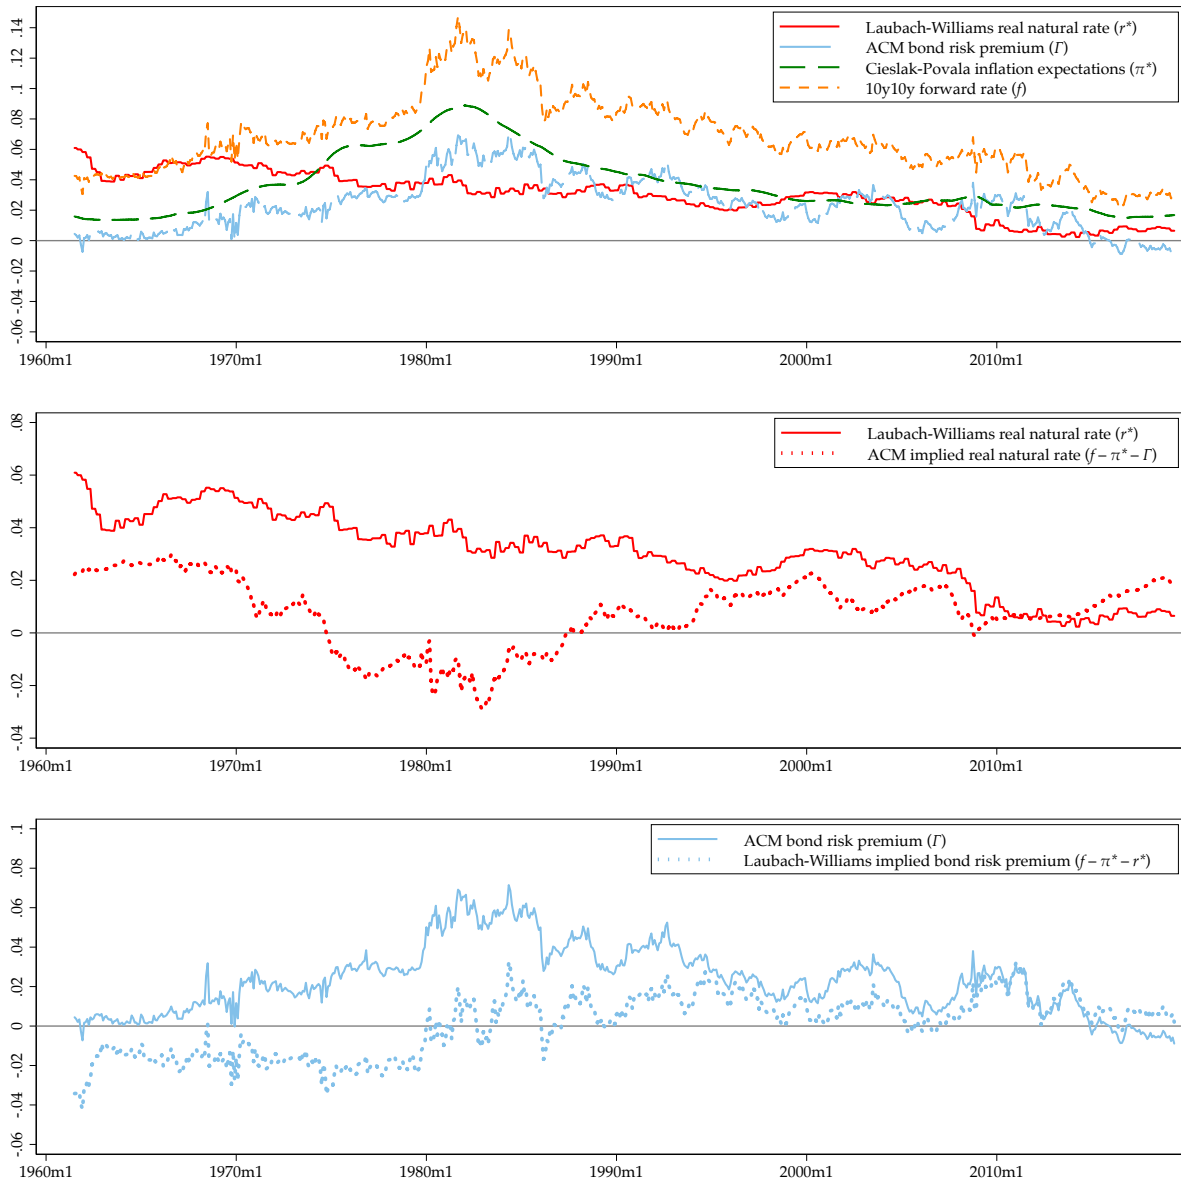 .14
.12
.1
.08
.06
.04
.02
0
-.02
-.04
-.06
Laubach-Williams real natural rate (r*)
ACM bond risk premium (Γ)
Cieslak-Povala inflation expectations (π*)
10y10y forward rate (f)
1960m1 1970m1 1980m1 1990m1 2000m1 2010m1
.08
.06
.04
.02
0
-.02
-.04
Laubach-Williams real natural rate (r*)
ACM implied real natural rate (f – π* – Γ)
1960m1 1970m1 1980m1 1990m1 2000m1 2010m1
.1
.08
.06
.04
.02
0
-.02
-.04
-.06
ACM bond risk premium (Γ)
Laubach-Williams implied bond risk premium (f – π* – r*)
1960m1 1970m1 1980m1 1990m1 2000m1 2010m1